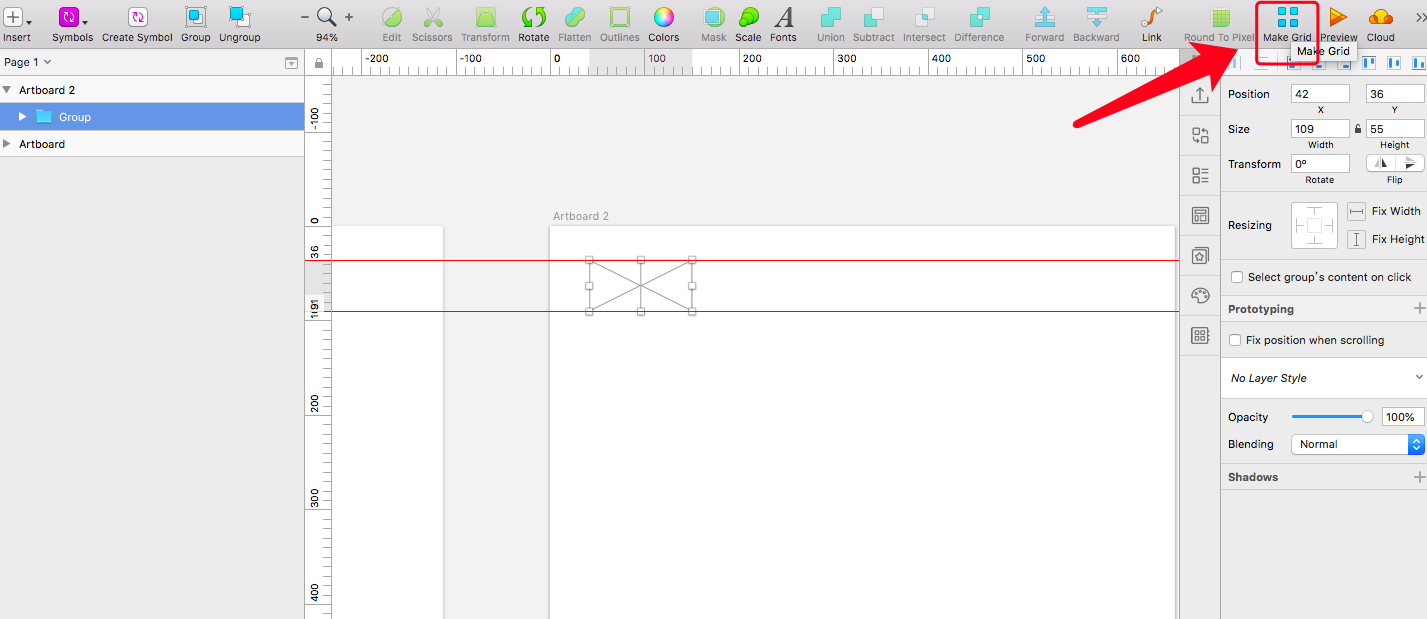 Insert Symbols Create Symbol Group Ungroup 94% Edit Scissors Transform Rotate Flatten Outlines Colors Mask Scale Fonts Union Subtract Intersect Difference Forward Backward Link Round To Pixel Make Grid Preview Cloud
Make Grid
Page 1
-200 -100 0 100 200 300 400 500 600
Artboard 2
Group
Artboard
-100
0
36
91
200
300
400
Artboard 2
Position 42 36
X Y
Size 109 55
Width Height
Transform 0º
Rotate Flip
Resizing Fix Width
Fix Height
Select group's content on click
Prototyping
Fix position when scrolling
No Layer Style
Opacity 100%
Blending Normal
Shadows